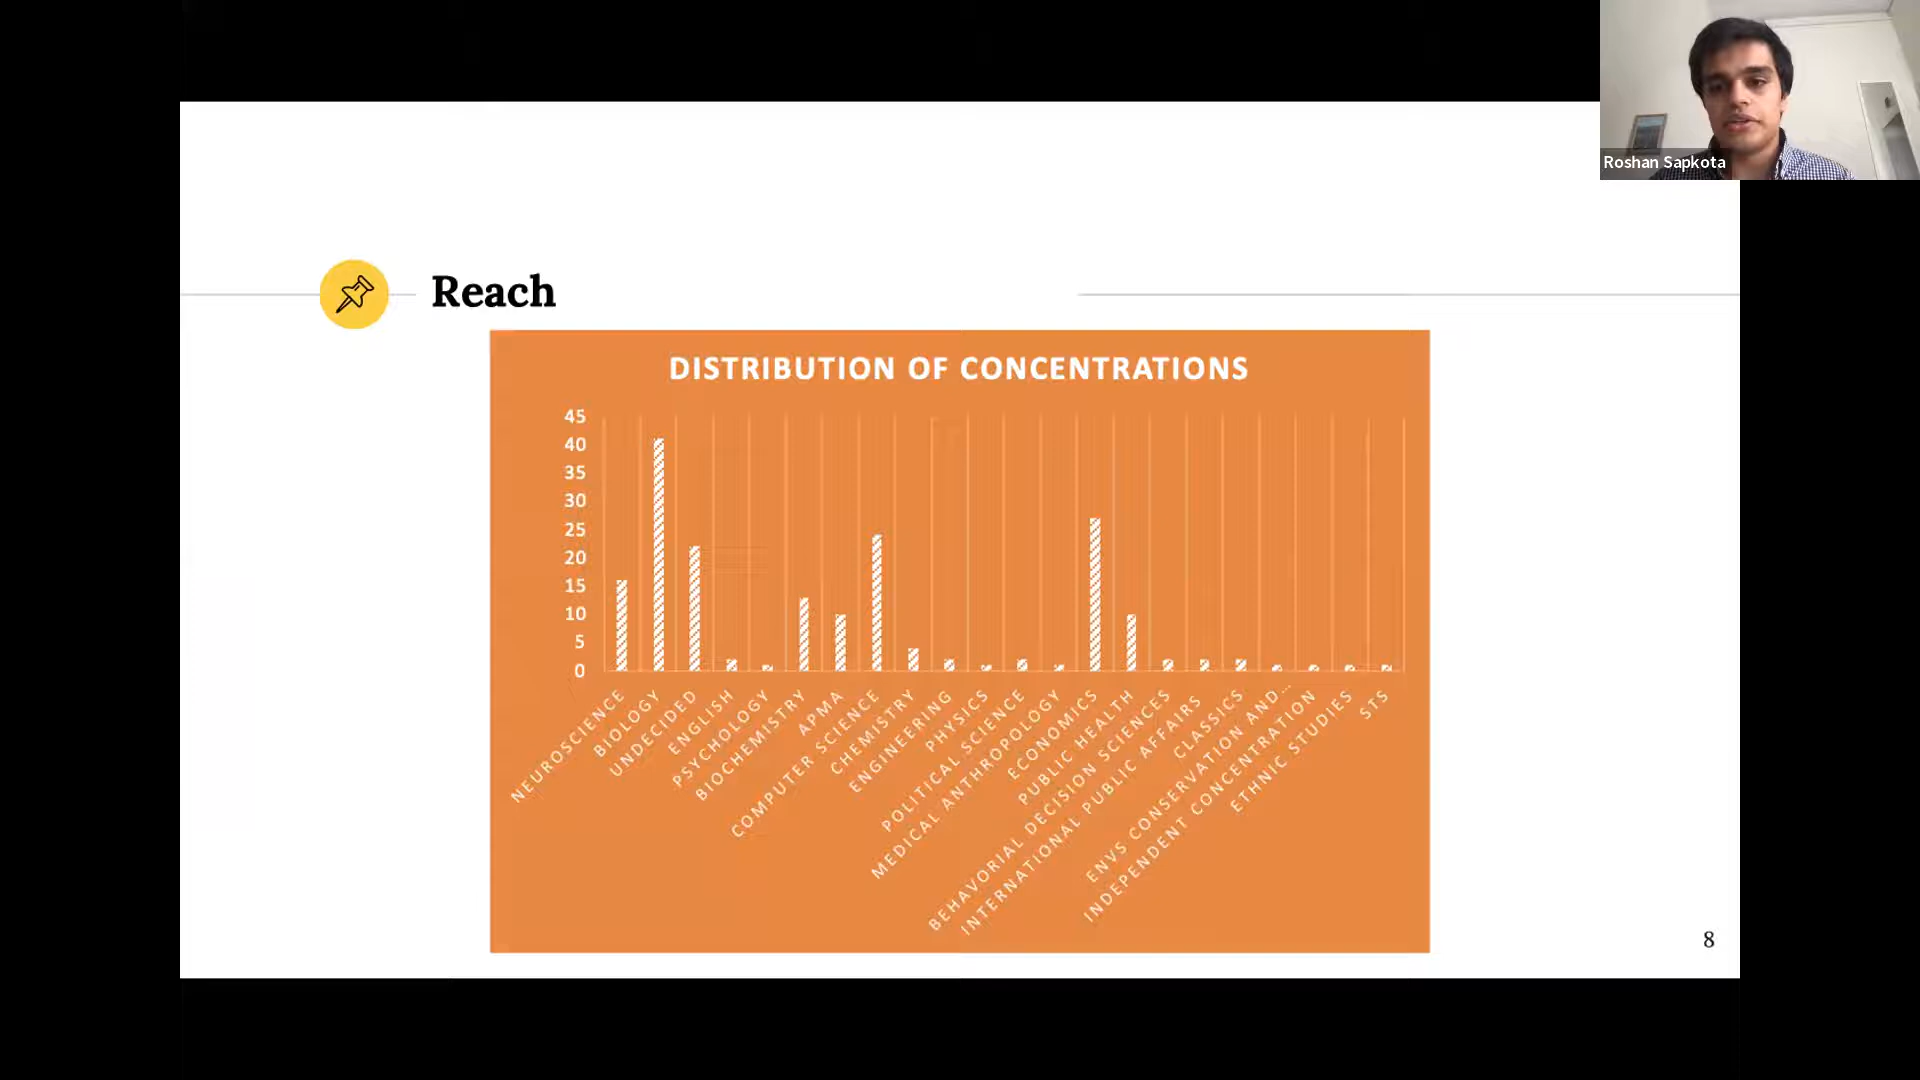 Roshan Sapkota
Reach
DISTRIBUTION OF CONCENTRATIONS
45
40
35
30
25
20
15
10
5
0
NEUROSCIENCE
BIOLOGY
UNDECIDED
ENGLISH
PSYCHOLOGY
BIOCHEMISTRY
APMA
COMPUTER SCIENCE
CHEMISTRY
ENGINEERING
PHYSICS
POLITICAL SCIENCE
MEDICAL ANTHROPOLOGY
ECONOMICS
PUBLIC HEALTH
BEHAVORIAL DECISION SCIENCES
INTERNATIONAL PUBLIC AFFAIRS
CLASSICS
ENVS CONSERVATION AND...
INDEPENDENT CONCENTRATION
ETHNIC STUDIES
STS
8